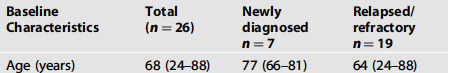 Baseline Total Newly Relapsed/
Characteristics (n = 26) diagnosed refractory
n = 7 n = 19
Age (years) 68 (24–88) 77 (66–81) 64 (24–88)